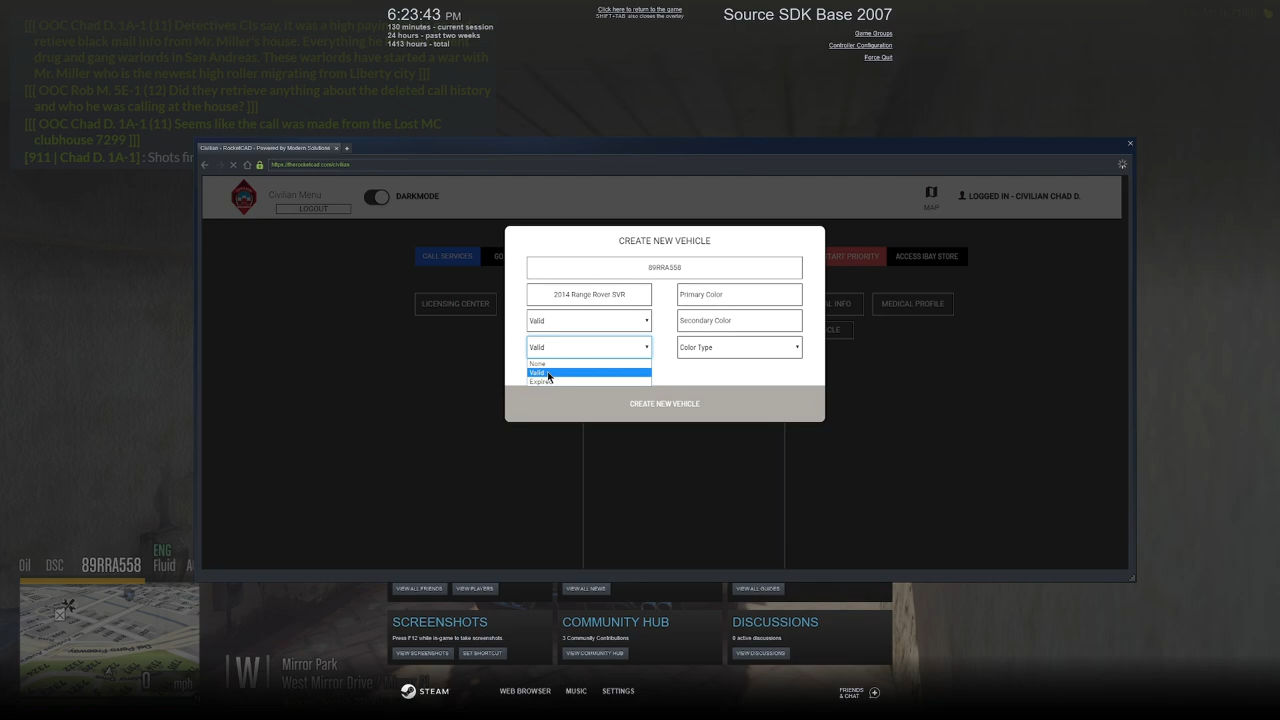 [[[ OOC Chad D. 1A-1 (11) Detectives CIs say, it was a high pay
retieve black mail info from Mr. Miller's house. Everything he
drug and gang warlords in San Andreas. These warlords have started a war with
Mr. Miller who is the newest high roller migrating from Liberty city ]]]
[[[ OOC Rob M. 5E-1 (12) Did they retrieve anything about the deleted call history
and who he was calling at the house? ]]]
[[[ OOC Chad D. 1A-1 (11) Seems like the call was made from the Lost MC
clubhouse 7299 ]]]
[911 | Chad D. 1A-1] : Shots fir
6:23:43 PM
130 minutes - current session
24 hours - past two weeks
1413 hours - total
Click here to return to the game
SHIFT+TAB also closes the overlay
Source SDK Base 2007
Game Groups
Controller Configuration
Force Quit
Civilian - RocketCAD - Powered by Modern Solutions
https://therocketcad.com/civilian
Civilian Menu
LOGOUT
DARKMODE
MAP
LOGGED IN - CIVILIAN CHAD D.
CALL SERVICES
GO
START PRIORITY
ACCESS IBAY STORE
LICENSING CENTER
AL INFO
MEDICAL PROFILE
CLE
CREATE NEW VEHICLE
89RRA558
2014 Range Rover SVR
Primary Color
Valid
Secondary Color
Valid
Color Type
None
Valid
Expired
CREATE NEW VEHICLE
Oil
DSC
89RRA558
ENG
Fluid
mph
W
Mirror Park
West Mirror Drive
VIEW ALL FRIENDS
VIEW PLAYERS
VIEW ALL NEWS
VIEW ALL GUIDES
SCREENSHOTS
Press F12 while in-game to take screenshots.
VIEW SCREENSHOTS
SET SHORTCUT
COMMUNITY HUB
3 Community Contributions
VIEW COMMUNITY HUB
DISCUSSIONS
0 active discussions
VIEW DISCUSSIONS
STEAM
WEB BROWSER
MUSIC
SETTINGS
FRIENDS
& CHAT